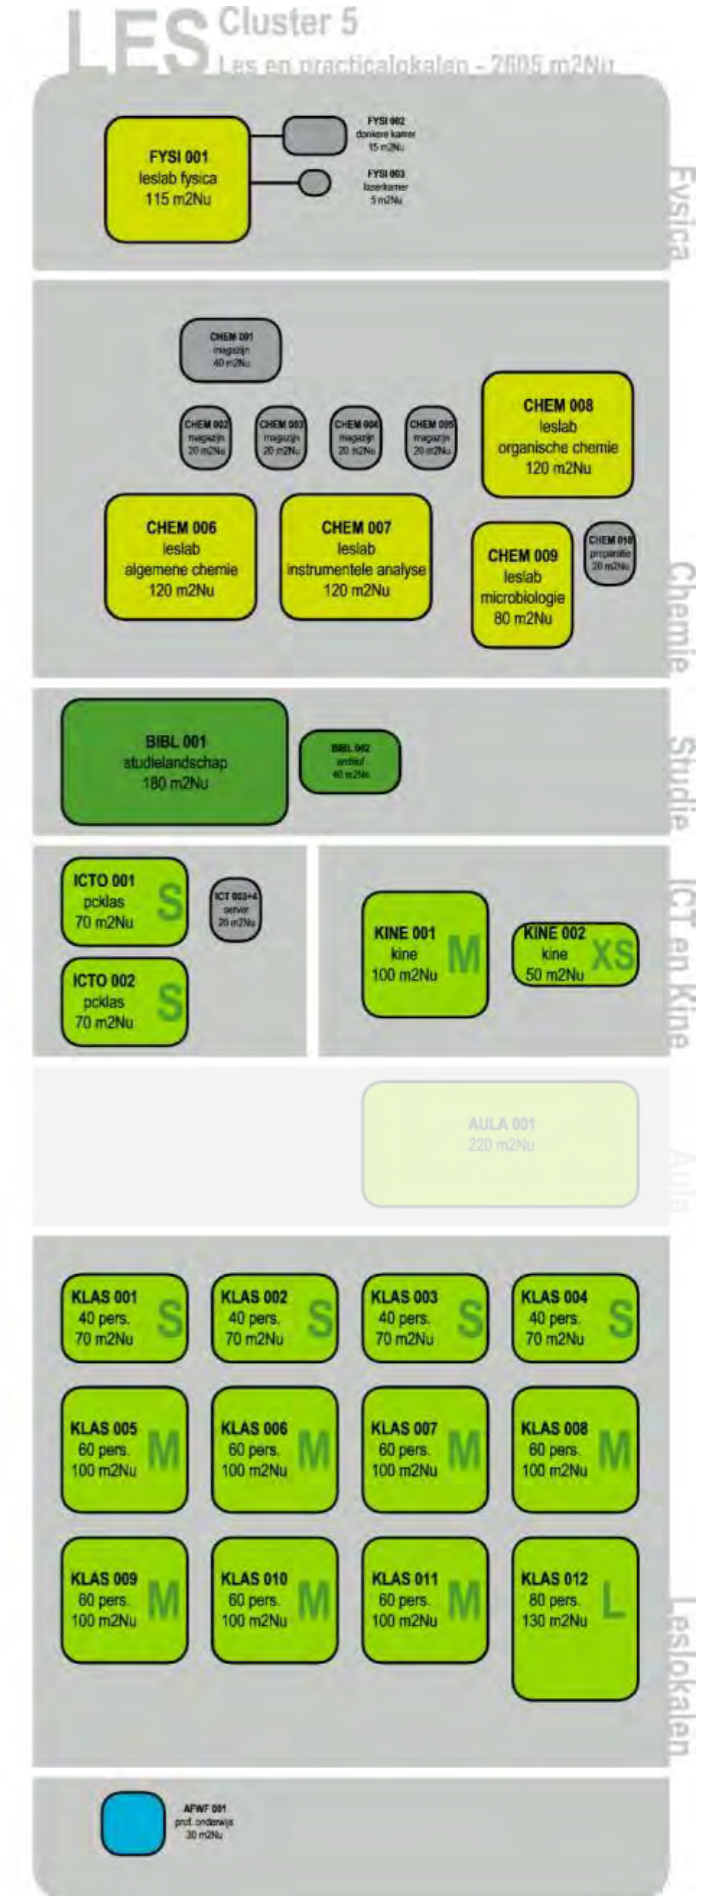 LES Cluster 5
Les en practicalokalen - 2605 m2Nu
FYSI 001
leslab fysica
115 m2Nu
FYSI 002
donkere kamer
15 m2Nu
FYSI 003
laserkamer
5 m2Nu
Fysica
CHEM 001
magazijn
40 m2Nu
CHEM 002
magazijn
20 m2Nu
CHEM 003
magazijn
20 m2Nu
CHEM 004
magazijn
20 m2Nu
CHEM 005
magazijn
20 m2Nu
CHEM 008
leslab
organische chemie
120 m2Nu
CHEM 006
leslab
algemene chemie
120 m2Nu
CHEM 007
leslab
instrumentele analyse
120 m2Nu
CHEM 009
leslab
microbiologie
80 m2Nu
CHEM 010
preparatie
20 m2Nu
Chemie
BIBL 001
studielandschap
180 m2Nu
BIBL 002
archief
40 m2Nu
Studie
ICTO 001
pcklas
70 m2Nu
S
ICT 003+4
server
20 m2Nu
ICTO 002
pcklas
70 m2Nu
S
KINE 001
kine
100 m2Nu
M
KINE 002
kine
50 m2Nu
XS
ICT en Kine
AULA 001
220 m2Nu
Aula
KLAS 001
40 pers.
70 m2Nu
S
KLAS 002
40 pers.
70 m2Nu
S
KLAS 003
40 pers.
70 m2Nu
S
KLAS 004
40 pers.
70 m2Nu
S
KLAS 005
60 pers.
100 m2Nu
M
KLAS 006
60 pers.
100 m2Nu
M
KLAS 007
60 pers.
100 m2Nu
M
KLAS 008
60 pers.
100 m2Nu
M
KLAS 009
60 pers.
100 m2Nu
M
KLAS 010
60 pers.
100 m2Nu
M
KLAS 011
60 pers.
100 m2Nu
M
KLAS 012
80 pers.
130 m2Nu
L
Leslokalen
AFWF 001
prof. onderwijs
30 m2Nu